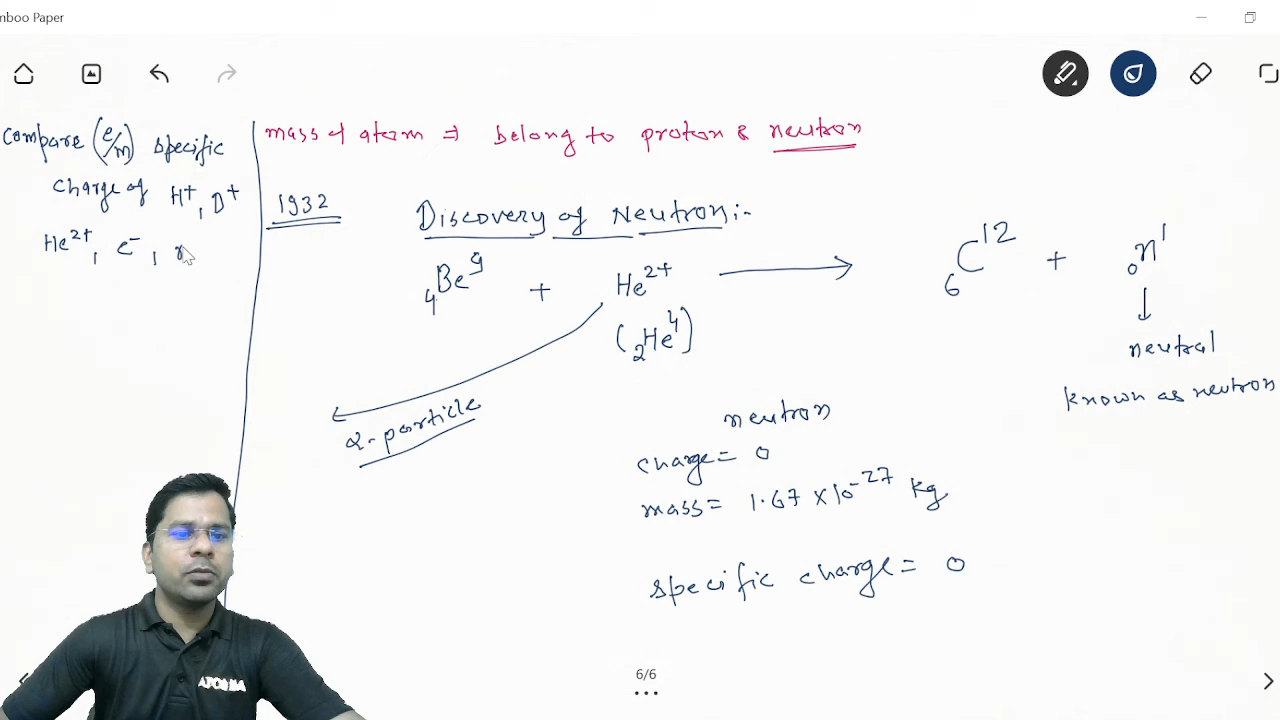 mboo Paper
Compare (e/m) specific
charge of H⁺, D⁺
He²⁺, e⁻, n
mass of atom ⇒ belong to proton & neutron
1932
Discovery of Neutron:-
₄Be⁹ + He²⁺ ⟶ ₆C¹² + ₀n¹
(₂He⁴)
neutral
known as neutron
α-particle
neutron
charge = 0
mass = 1.67 × 10⁻²⁷ kg
specific charge = 0
6/6